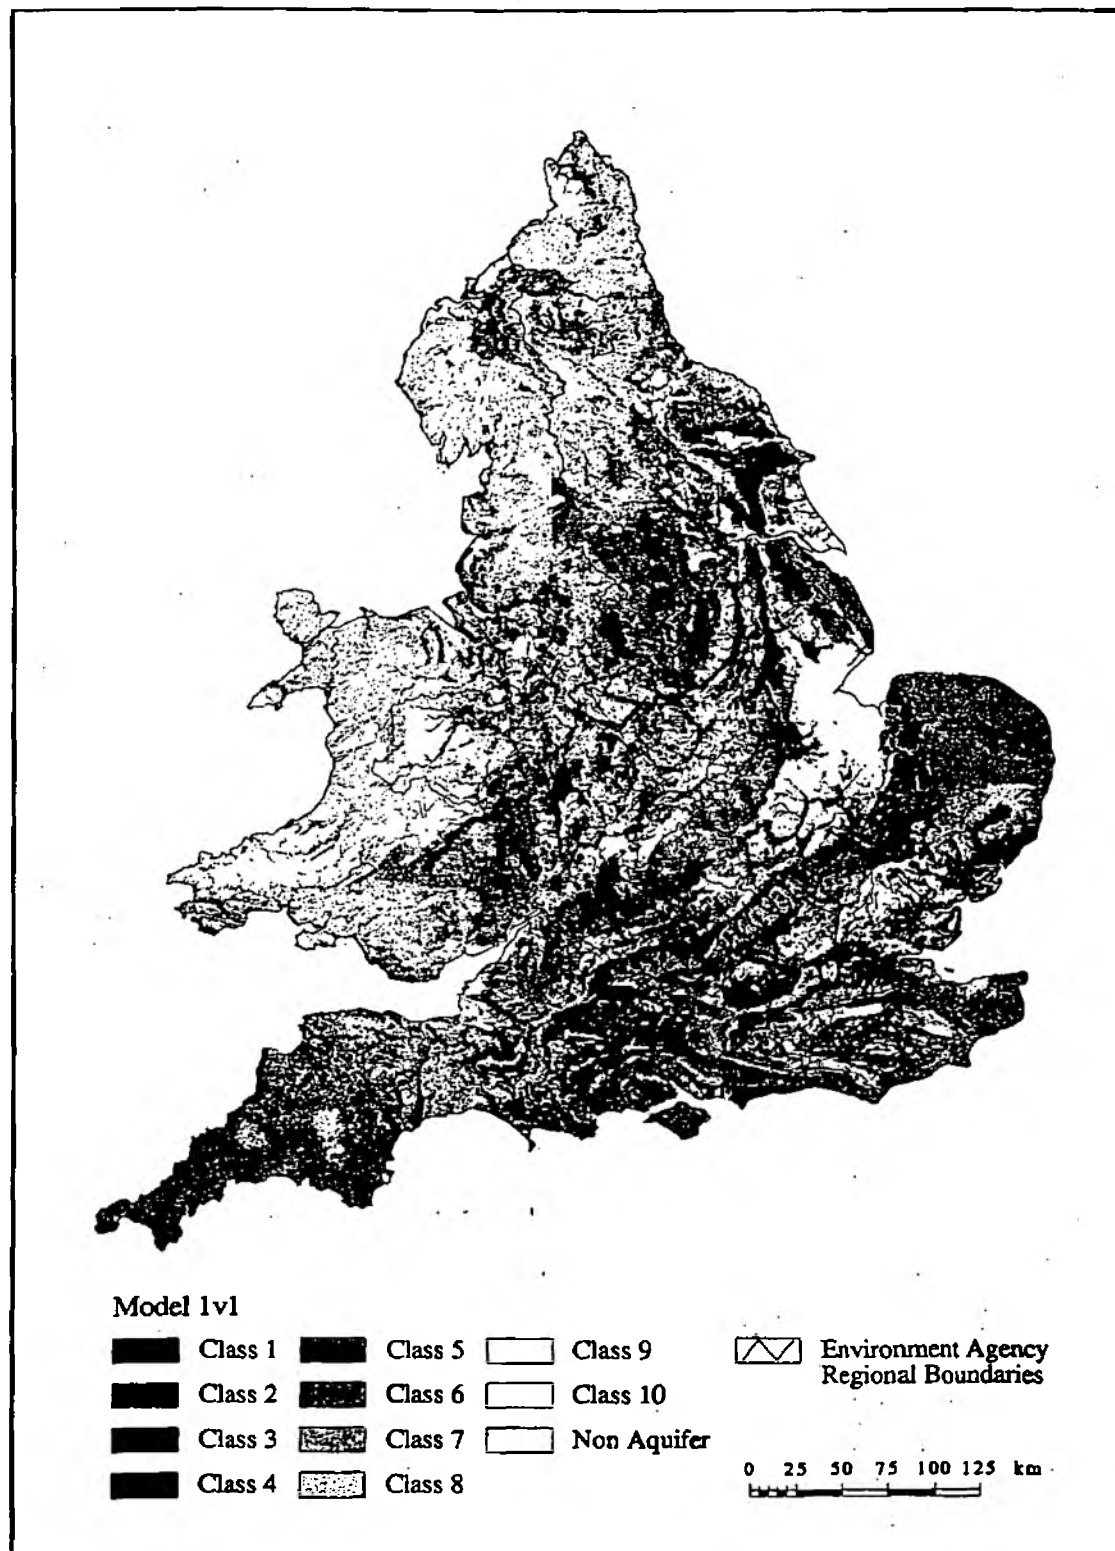 Model 1v1
Class 1
Class 2
Class 3
Class 4
Class 5
Class 6
Class 7
Class 8
Class 9
Class 10
Non Aquifer
Environment Agency
Regional Boundaries
0 25 50 75 100 125 km